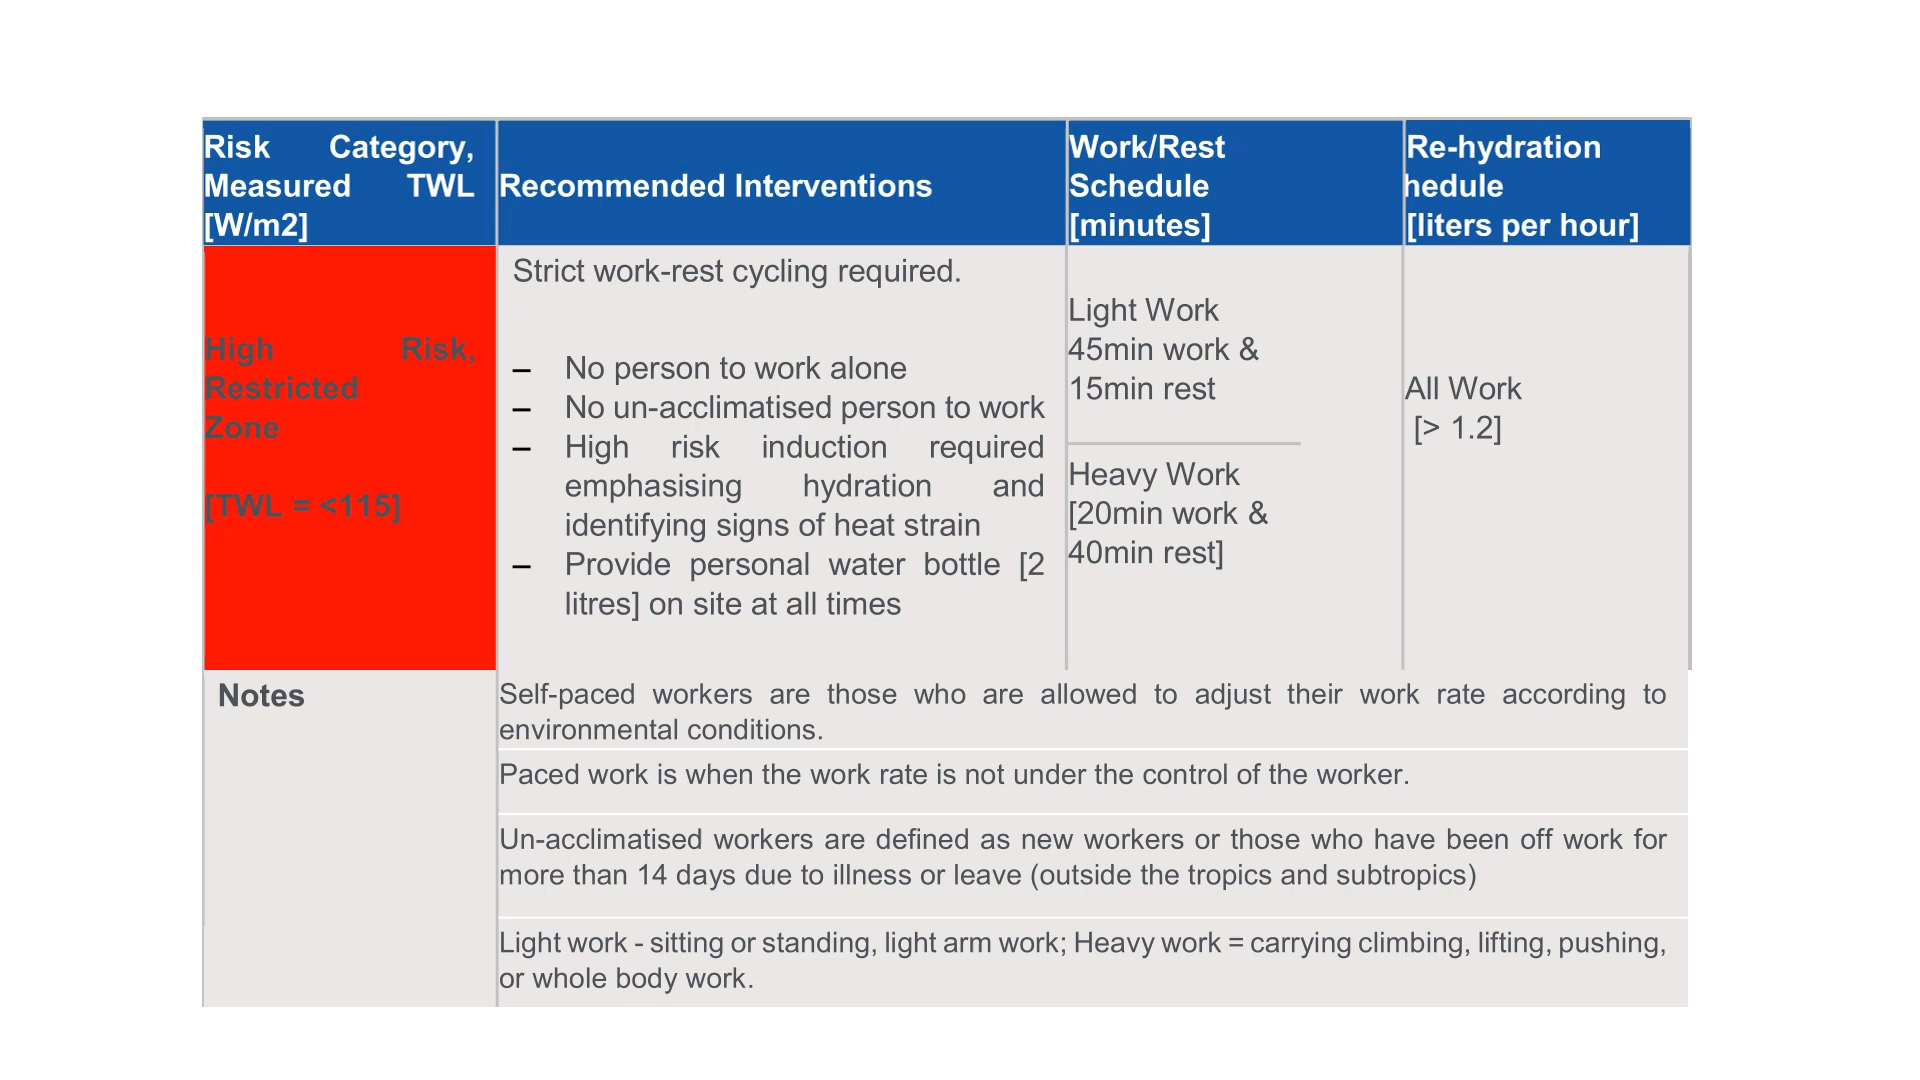 Risk Category,
Measured TWL
[W/m2]
Recommended Interventions
Work/Rest
Schedule
[minutes]
Re-hydration
hedule
[liters per hour]
High Risk,
Restricted
Zone
[TWL = <115]
Strict work-rest cycling required.
– No person to work alone
– No un-acclimatised person to work
– High risk induction required
emphasising hydration and
identifying signs of heat strain
– Provide personal water bottle [2
litres] on site at all times
Light Work
45min work &
15min rest
Heavy Work
[20min work &
40min rest]
All Work
[> 1.2]
Notes
Self-paced workers are those who are allowed to adjust their work rate according to
environmental conditions.
Paced work is when the work rate is not under the control of the worker.
Un-acclimatised workers are defined as new workers or those who have been off work for
more than 14 days due to illness or leave (outside the tropics and subtropics)
Light work - sitting or standing, light arm work; Heavy work = carrying climbing, lifting, pushing,
or whole body work.